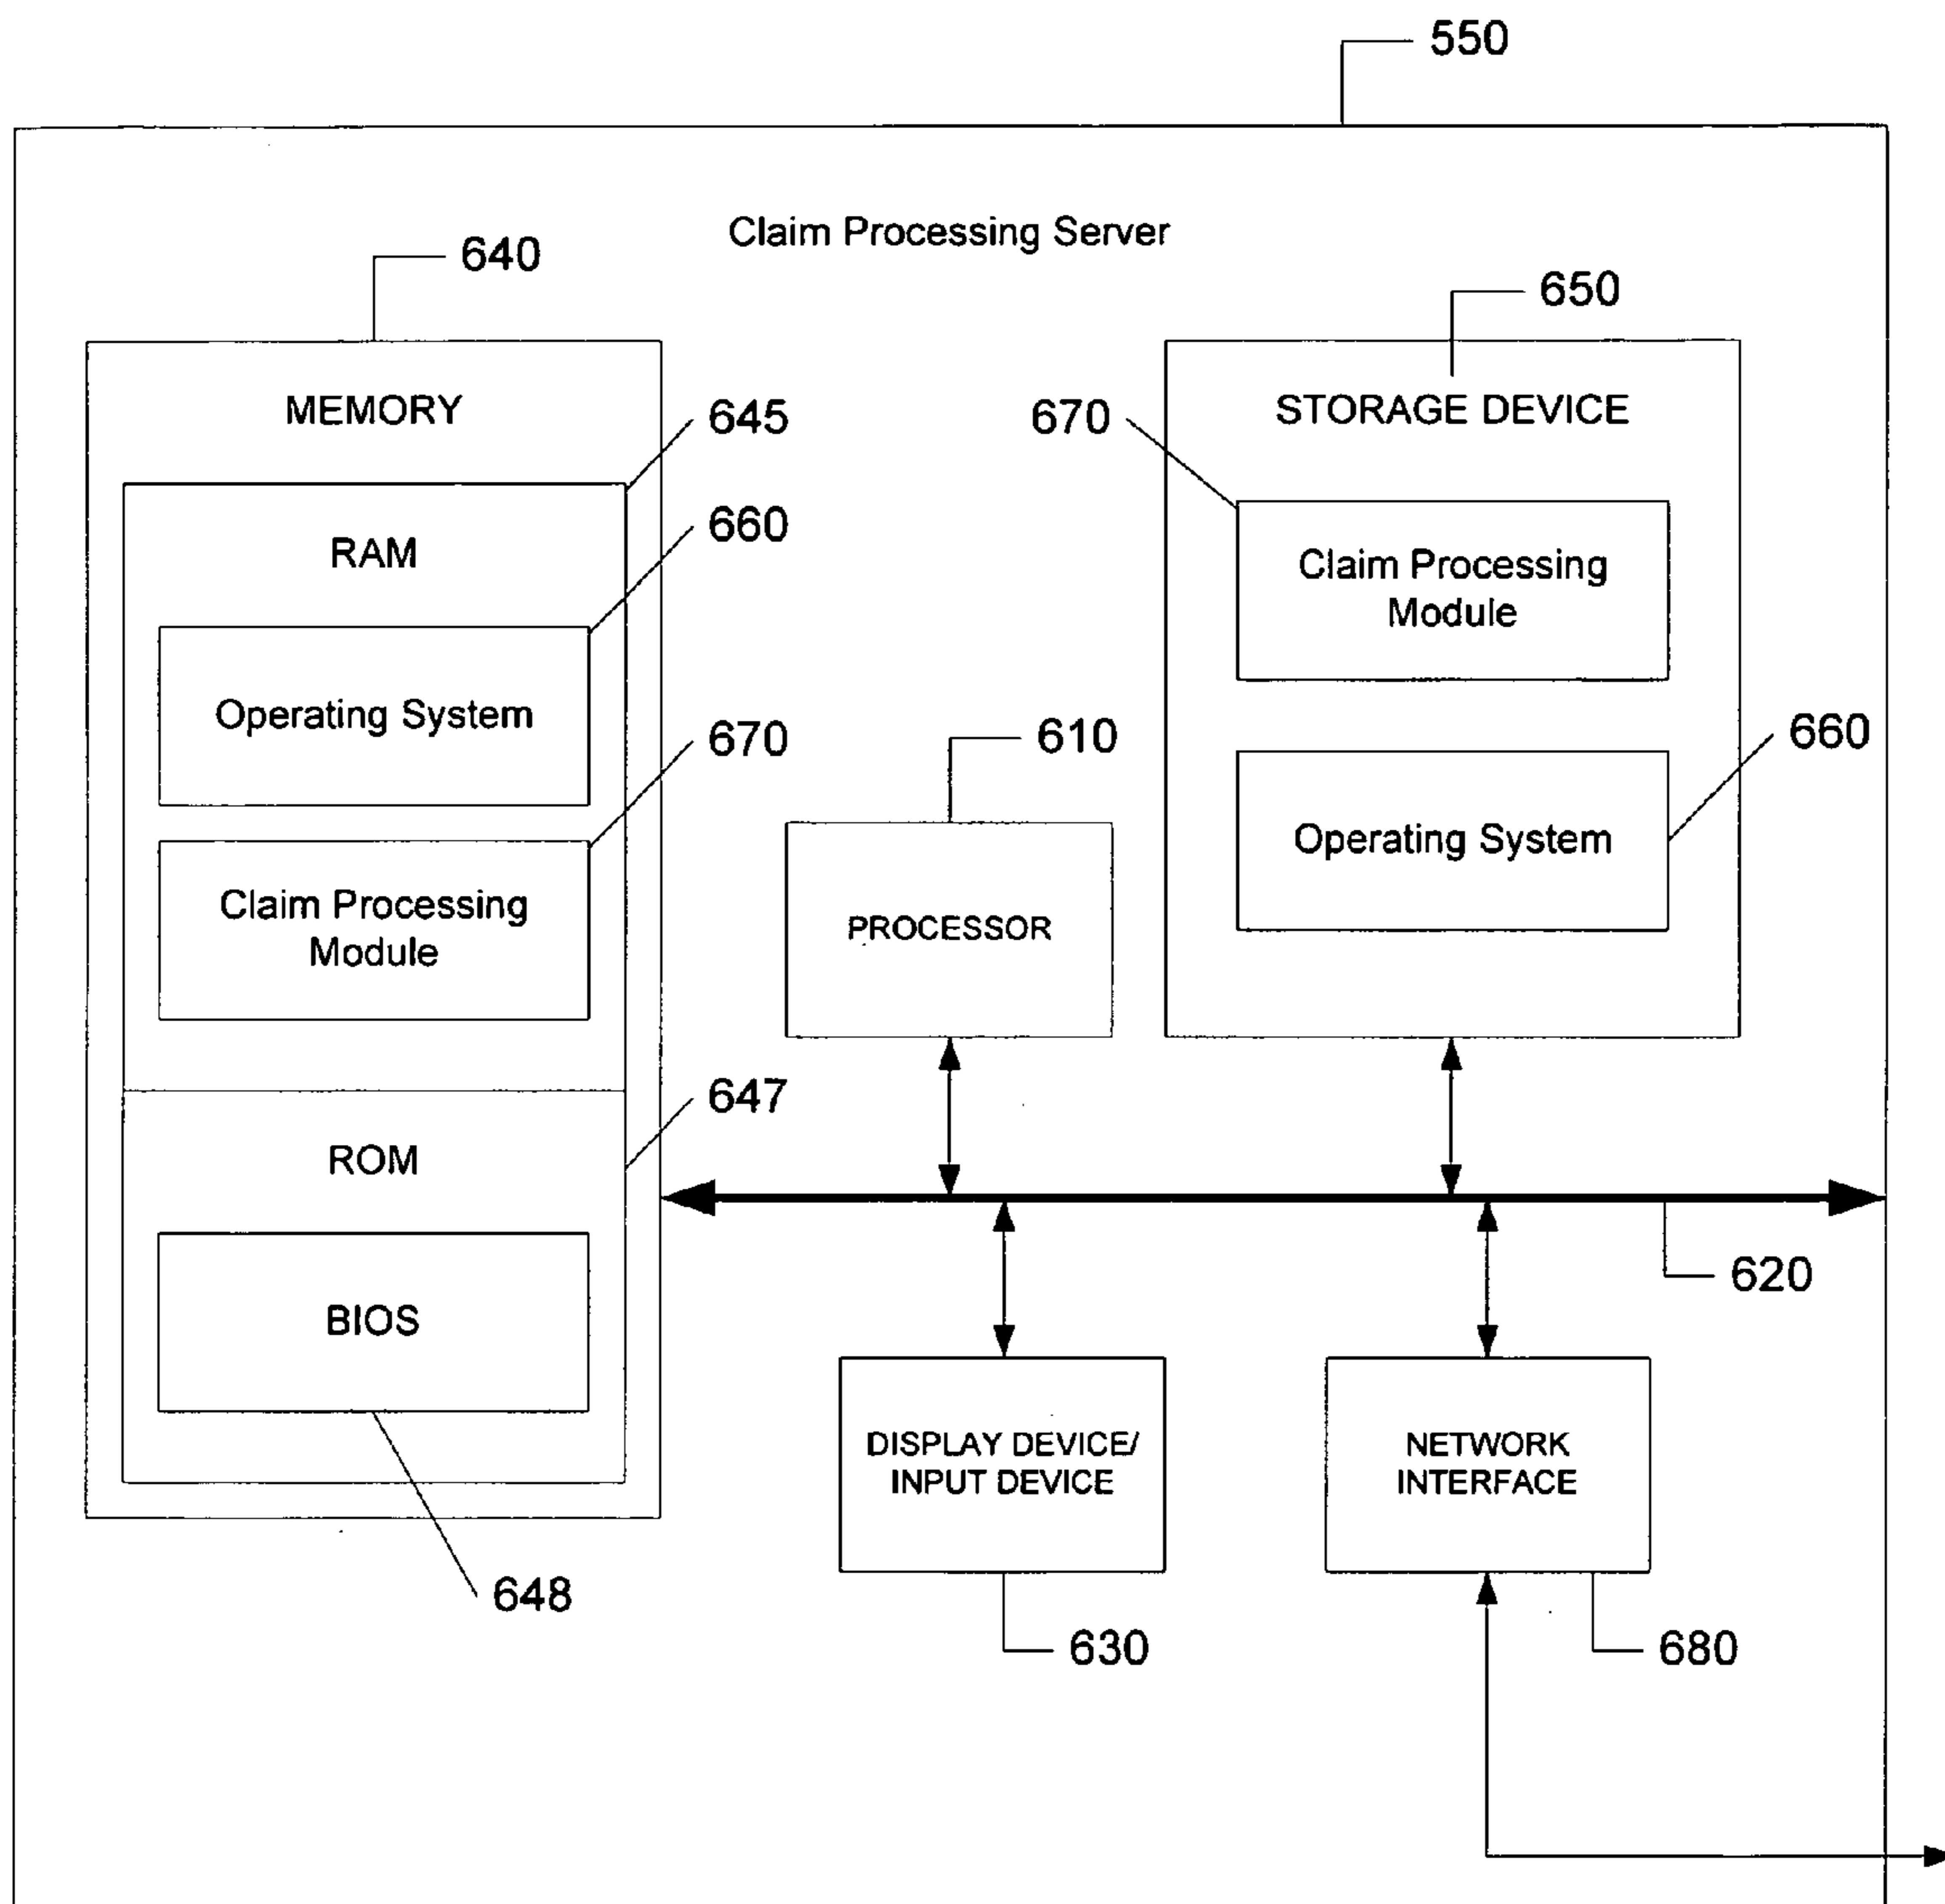 550
Claim Processing Server
640
650
MEMORY
645
670
STORAGE DEVICE
660
RAM
Claim Processing
Module
Operating System
670
610
660
Operating System
Claim Processing
Module
PROCESSOR
647
ROM
620
BIOS
DISPLAY DEVICE/
INPUT DEVICE
NETWORK
INTERFACE
648
630
680